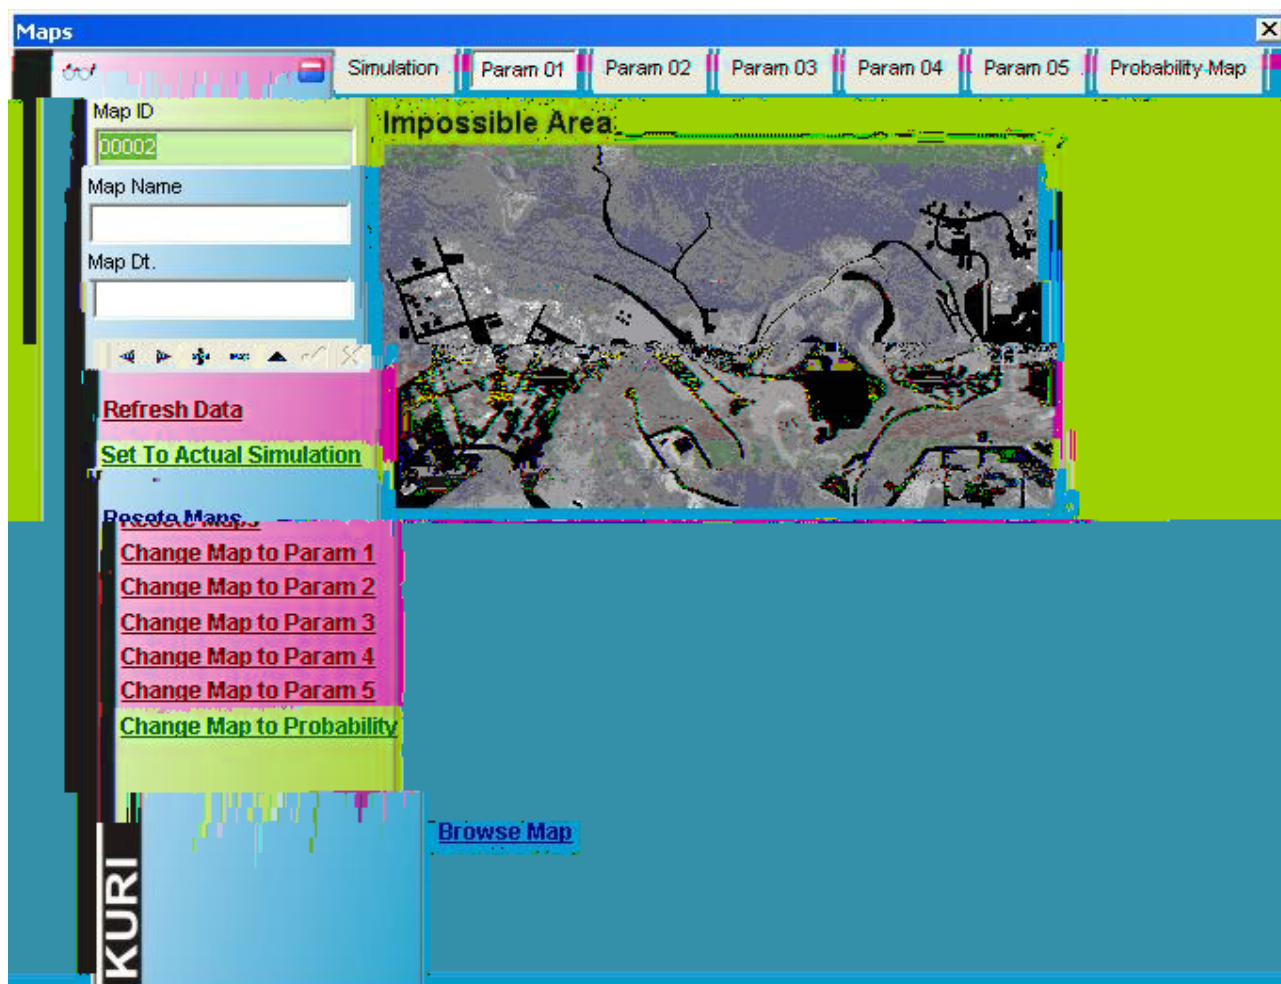 Maps
Simulation Param 01 Param 02 Param 03 Param 04 Param 05 Probability Map
Map ID
00002
Map Name
Map Dt.
Impossible Area
Refresh Data
Set To Actual Simulation
Resote Maps
Change Map to Param 1
Change Map to Param 2
Change Map to Param 3
Change Map to Param 4
Change Map to Param 5
Change Map to Probability
Browse Map
KURI